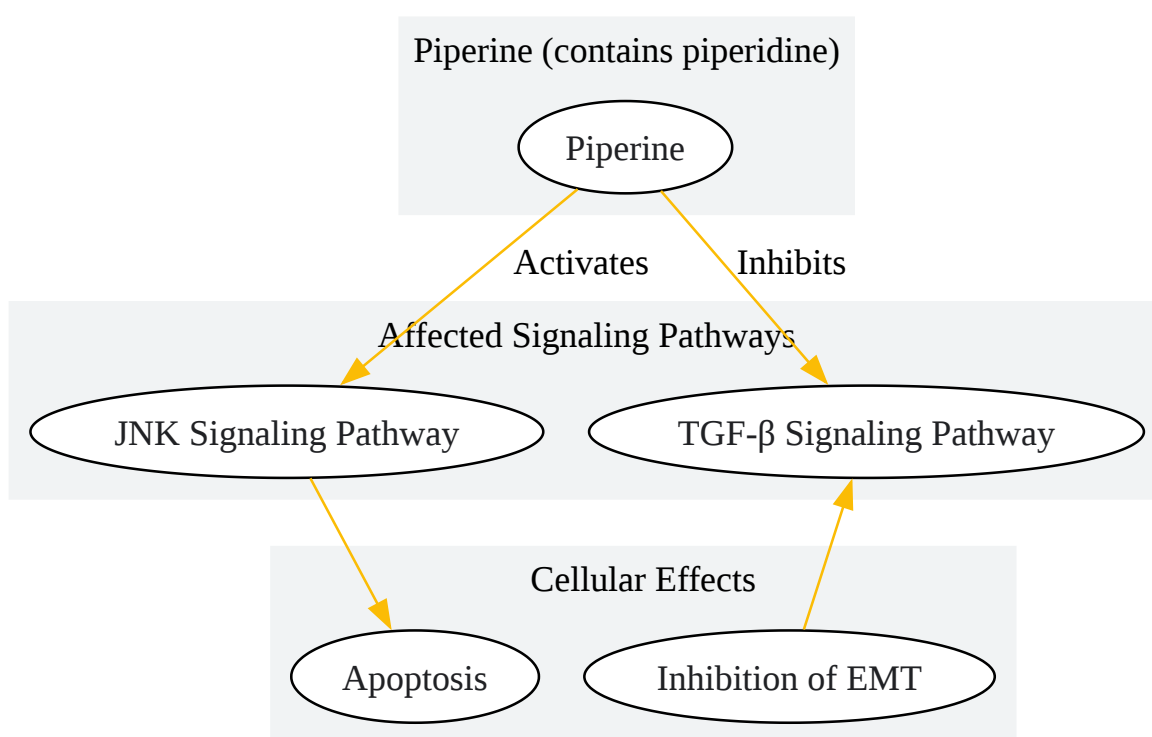 Piperine (contains piperidine)
Piperine
Activates
Inhibits
Affected Signaling Pathways
JNK Signaling Pathway
TGF-β Signaling Pathway
Cellular Effects
Apoptosis
Inhibition of EMT